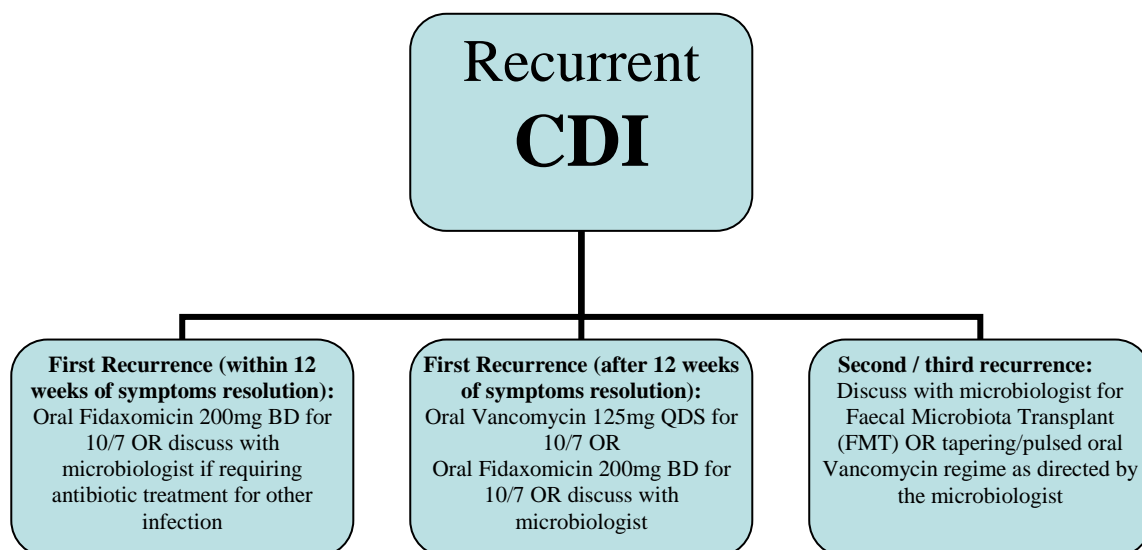 Recurrent
CDI
First Recurrence (within 12
weeks of symptoms resolution):
Oral Fidaxomicin 200mg BD for
10/7 OR discuss with
microbiologist if requiring
antibiotic treatment for other
infection
First Recurrence (after 12 weeks
of symptoms resolution):
Oral Vancomycin 125mg QDS for
10/7 OR
Oral Fidaxomicin 200mg BD for
10/7 OR discuss with
microbiologist
Second / third recurrence:
Discuss with microbiologist for
Faecal Microbiota Transplant
(FMT) OR tapering/pulsed oral
Vancomycin regime as directed by
the microbiologist